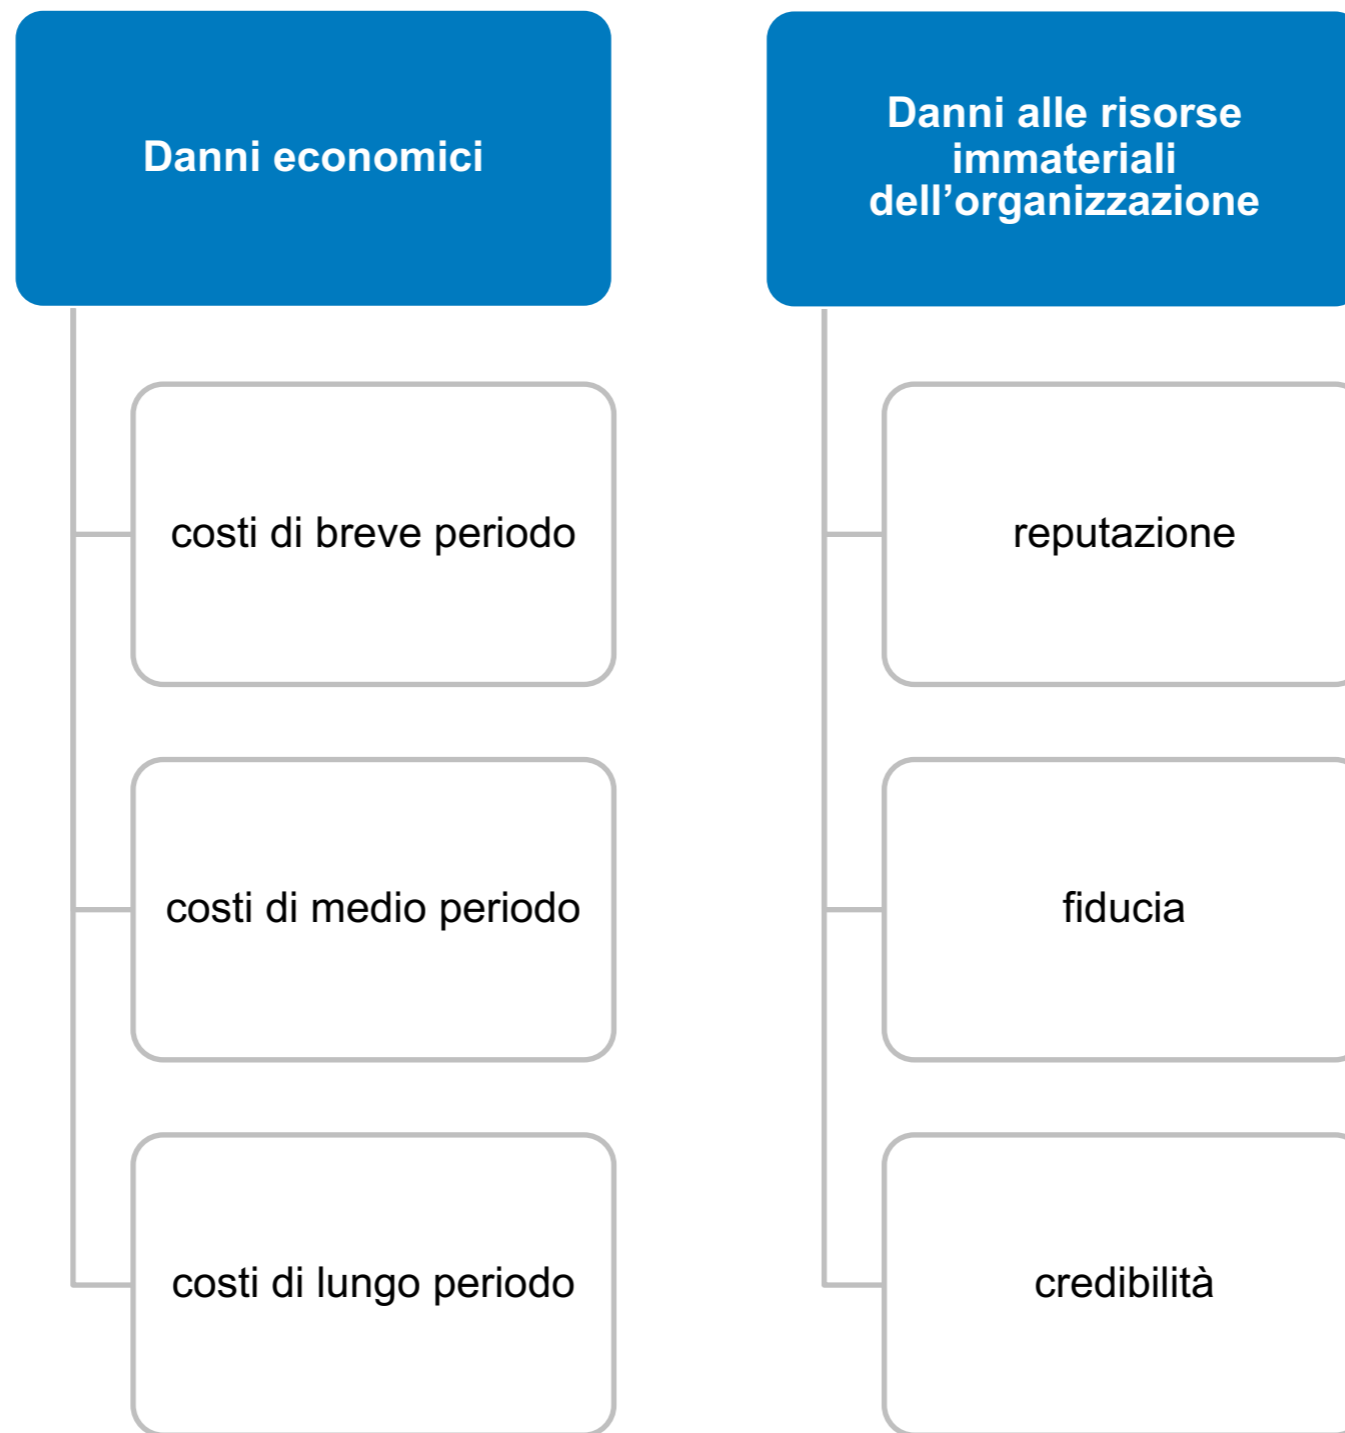 Danni economici
costi di breve periodo
costi di medio periodo
costi di lungo periodo
Danni alle risorse
immateriali
dell’organizzazione
reputazione
fiducia
credibilità